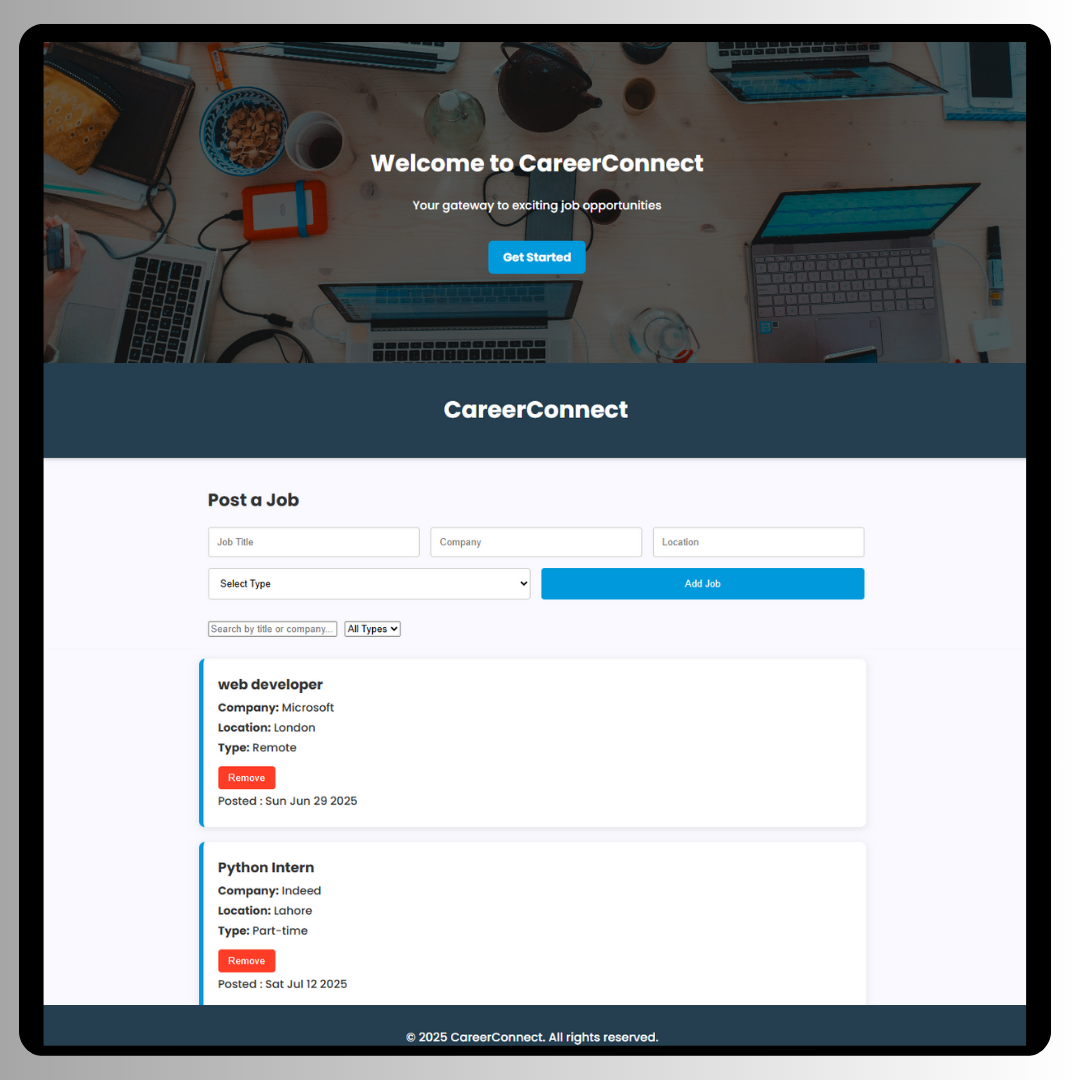 Welcome to CareerConnect
Your gateway to exciting job opportunities
Get Started
CareerConnect
Post a Job
Job Title Company Location
Select Type Add Job
Search by title or company... All Types
web developer
Company: Microsoft
Location: London
Type: Remote
Remove
Posted : Sun Jun 29 2025
Python Intern
Company: Indeed
Location: Lahore
Type: Part-time
Remove
Posted : Sat Jul 12 2025
© 2025 CareerConnect. All rights reserved.